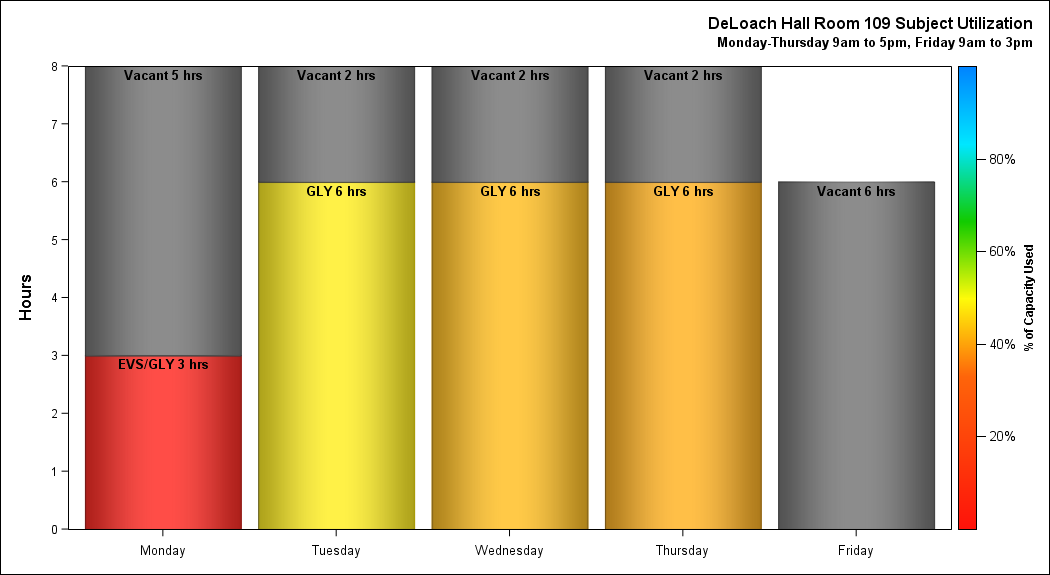 DeLoach Hall Room 109 Subject Utilization
Monday-Thursday 9am to 5pm, Friday 9am to 3pm
Hours
8
7
6
5
4
3
2
1
0
Vacant 5 hrs
EVS/GLY 3 hrs
Vacant 2 hrs
GLY 6 hrs
Vacant 2 hrs
GLY 6 hrs
Vacant 2 hrs
GLY 6 hrs
Vacant 6 hrs
Monday
Tuesday
Wednesday
Thursday
Friday
80%
60%
40%
20%
% of Capacity Used